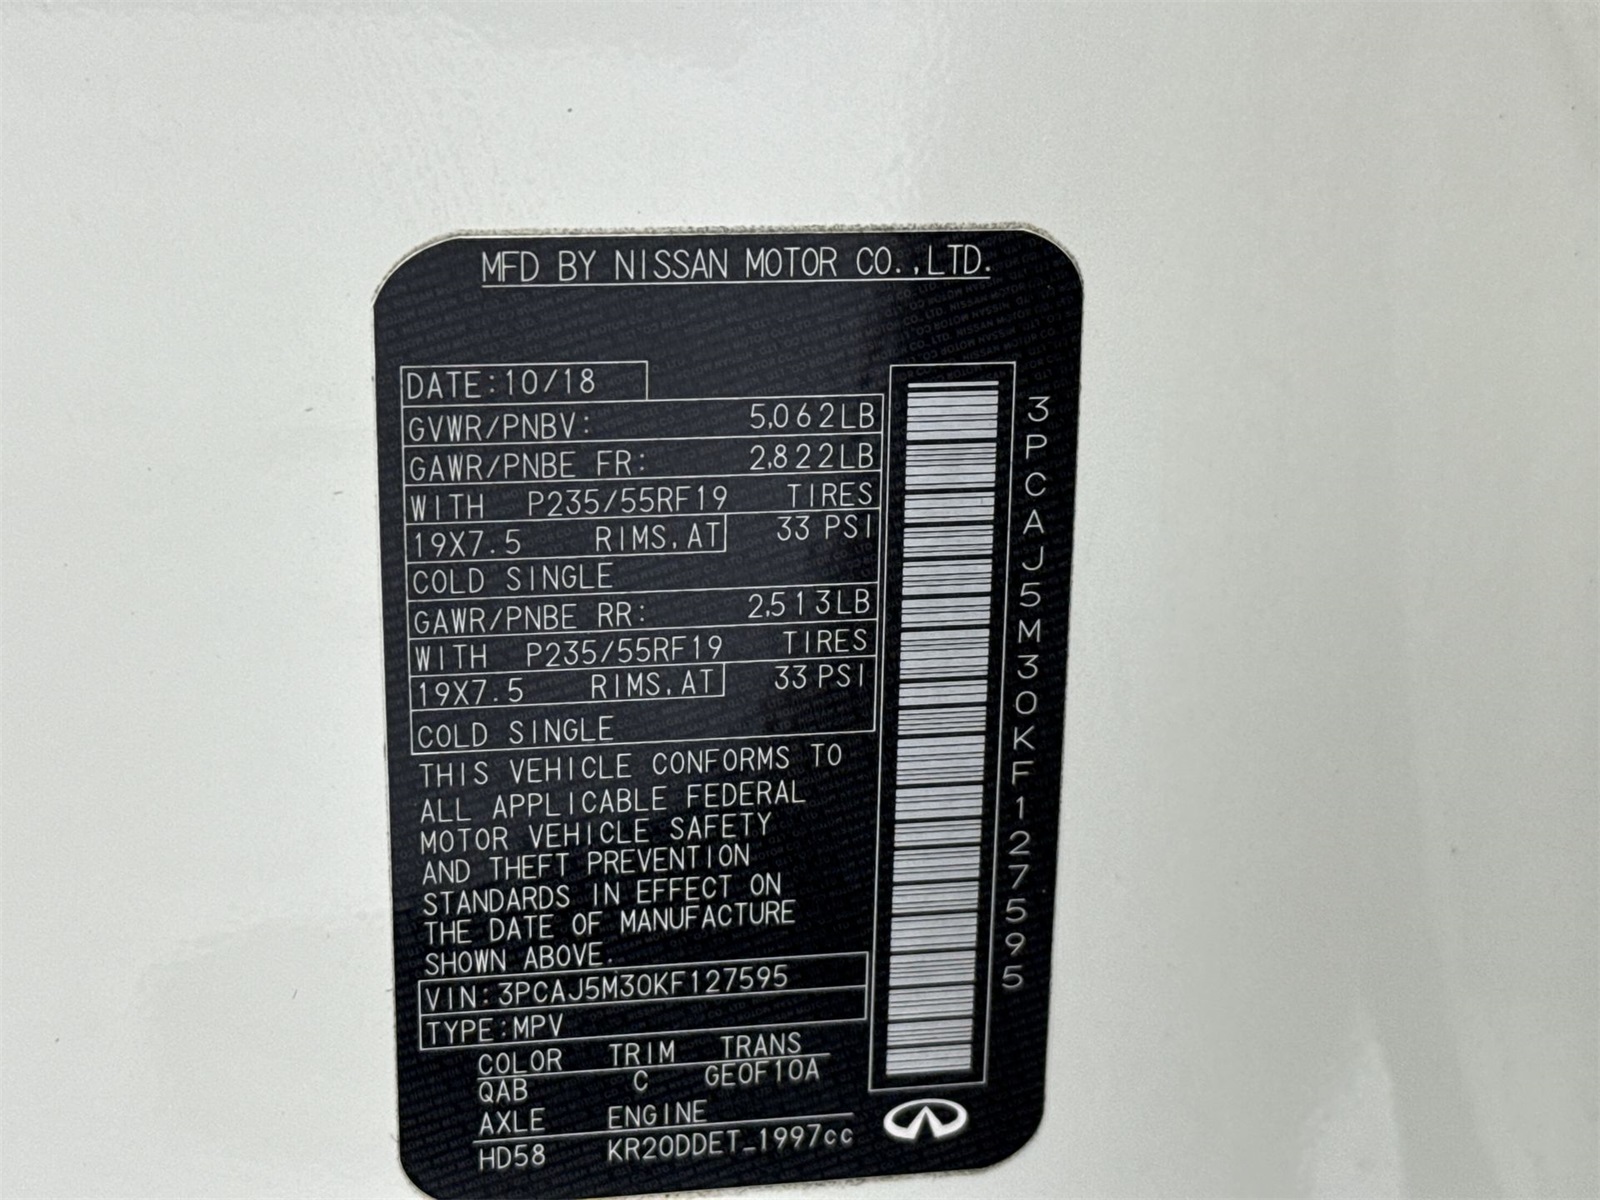 MFD BY NISSAN MOTOR CO.,LTD.
DATE:10/18
GVWR/PNBV: 5,062LB
GAWR/PNBE FR: 2,822LB
WITH P235/55RF19 TIRES
19X7.5 RIMS,AT 33 PSI
COLD SINGLE
GAWR/PNBE RR: 2,513LB
WITH P235/55RF19 TIRES
19X7.5 RIMS,AT 33 PSI
COLD SINGLE
THIS VEHICLE CONFORMS TO
ALL APPLICABLE FEDERAL
MOTOR VEHICLE SAFETY
AND THEFT PREVENTION
STANDARDS IN EFFECT ON
THE DATE OF MANUFACTURE
SHOWN ABOVE.
VIN:3PCAJ5M30KF127595
TYPE:MPV
COLOR TRIM TRANS
QAB C GE0F10A
AXLE ENGINE
HD58 KR20DDET_1997cc
3PCAJ5M30KF127595